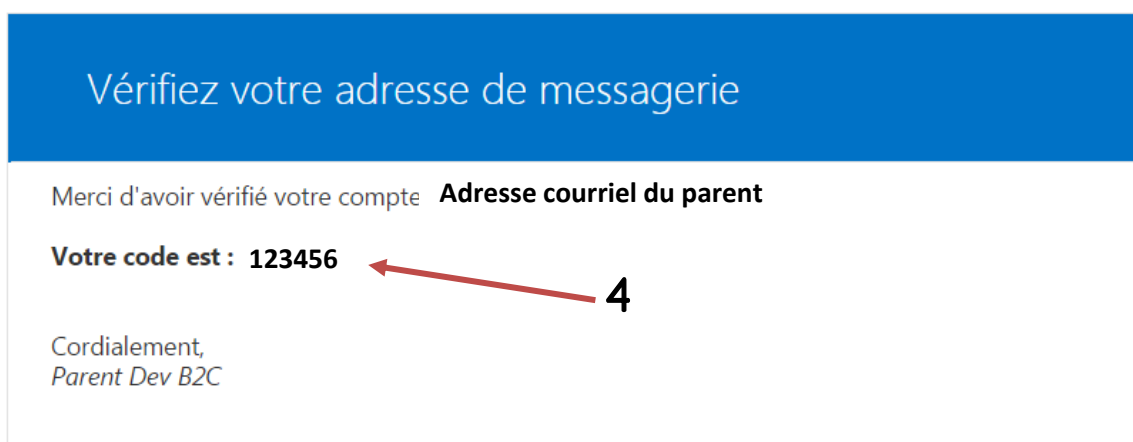 Vérifiez votre adresse de messagerie
Merci d'avoir vérifié votre compte Adresse courriel du parent
Votre code est : 123456
4
Cordialement,
Parent Dev B2C